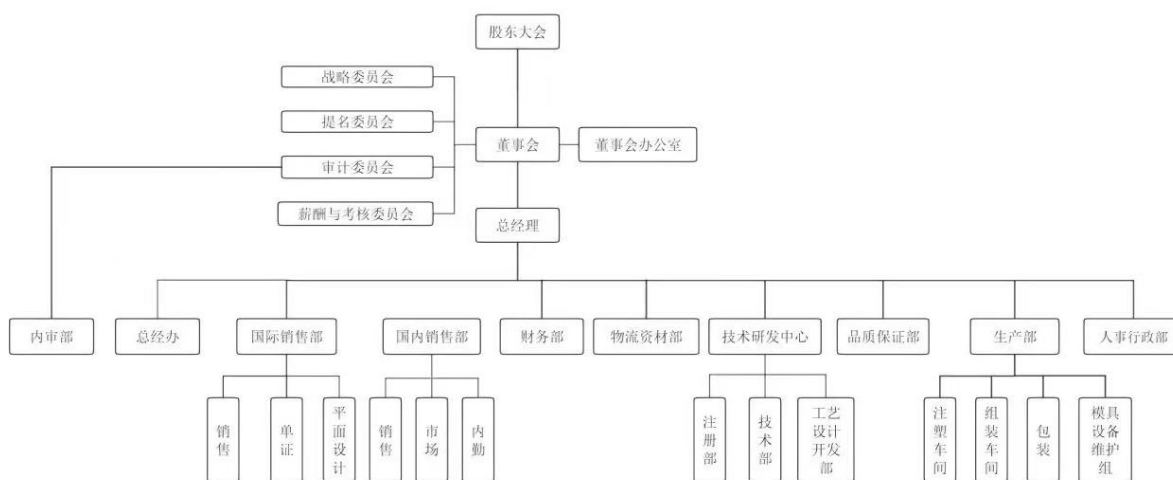 股东大会
战略委员会
提名委员会
董事会
董事会办公室
审计委员会
薪酬与考核委员会
总经理
内审部
总经办
国际销售部
国内销售部
财务部
物流资材部
技术研发中心
品质保证部
生产部
人事行政部
销售
单证
平面设计
销售
市场
内勤
注册部
技术部
工艺设计开发部
注塑车间
组装车间
包装
模具设备维护组